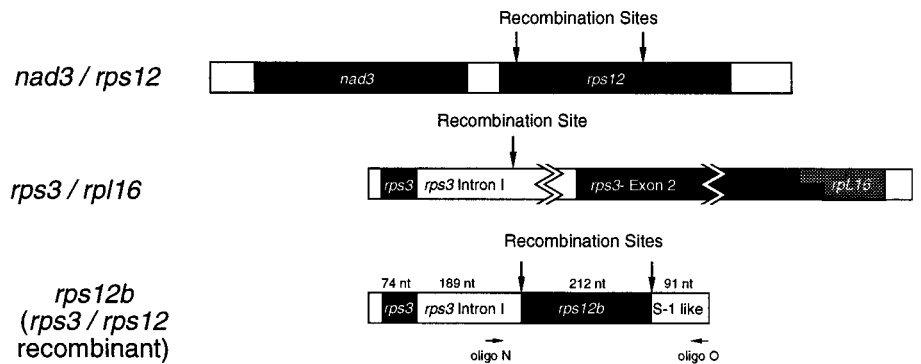 Recombination Sites
nad3 / rps12
nad3
rps12
Recombination Site
rps3 / rpl16
rps3
rps3 Intron I
rps3- Exon 2
rpL16
Recombination Sites
74 nt
189 nt
212 nt
91 nt
rps12b
(rps3 / rps12
recombinant)
rps3
rps3 Intron I
rps12b
S-1 like
oligo N
oligo O